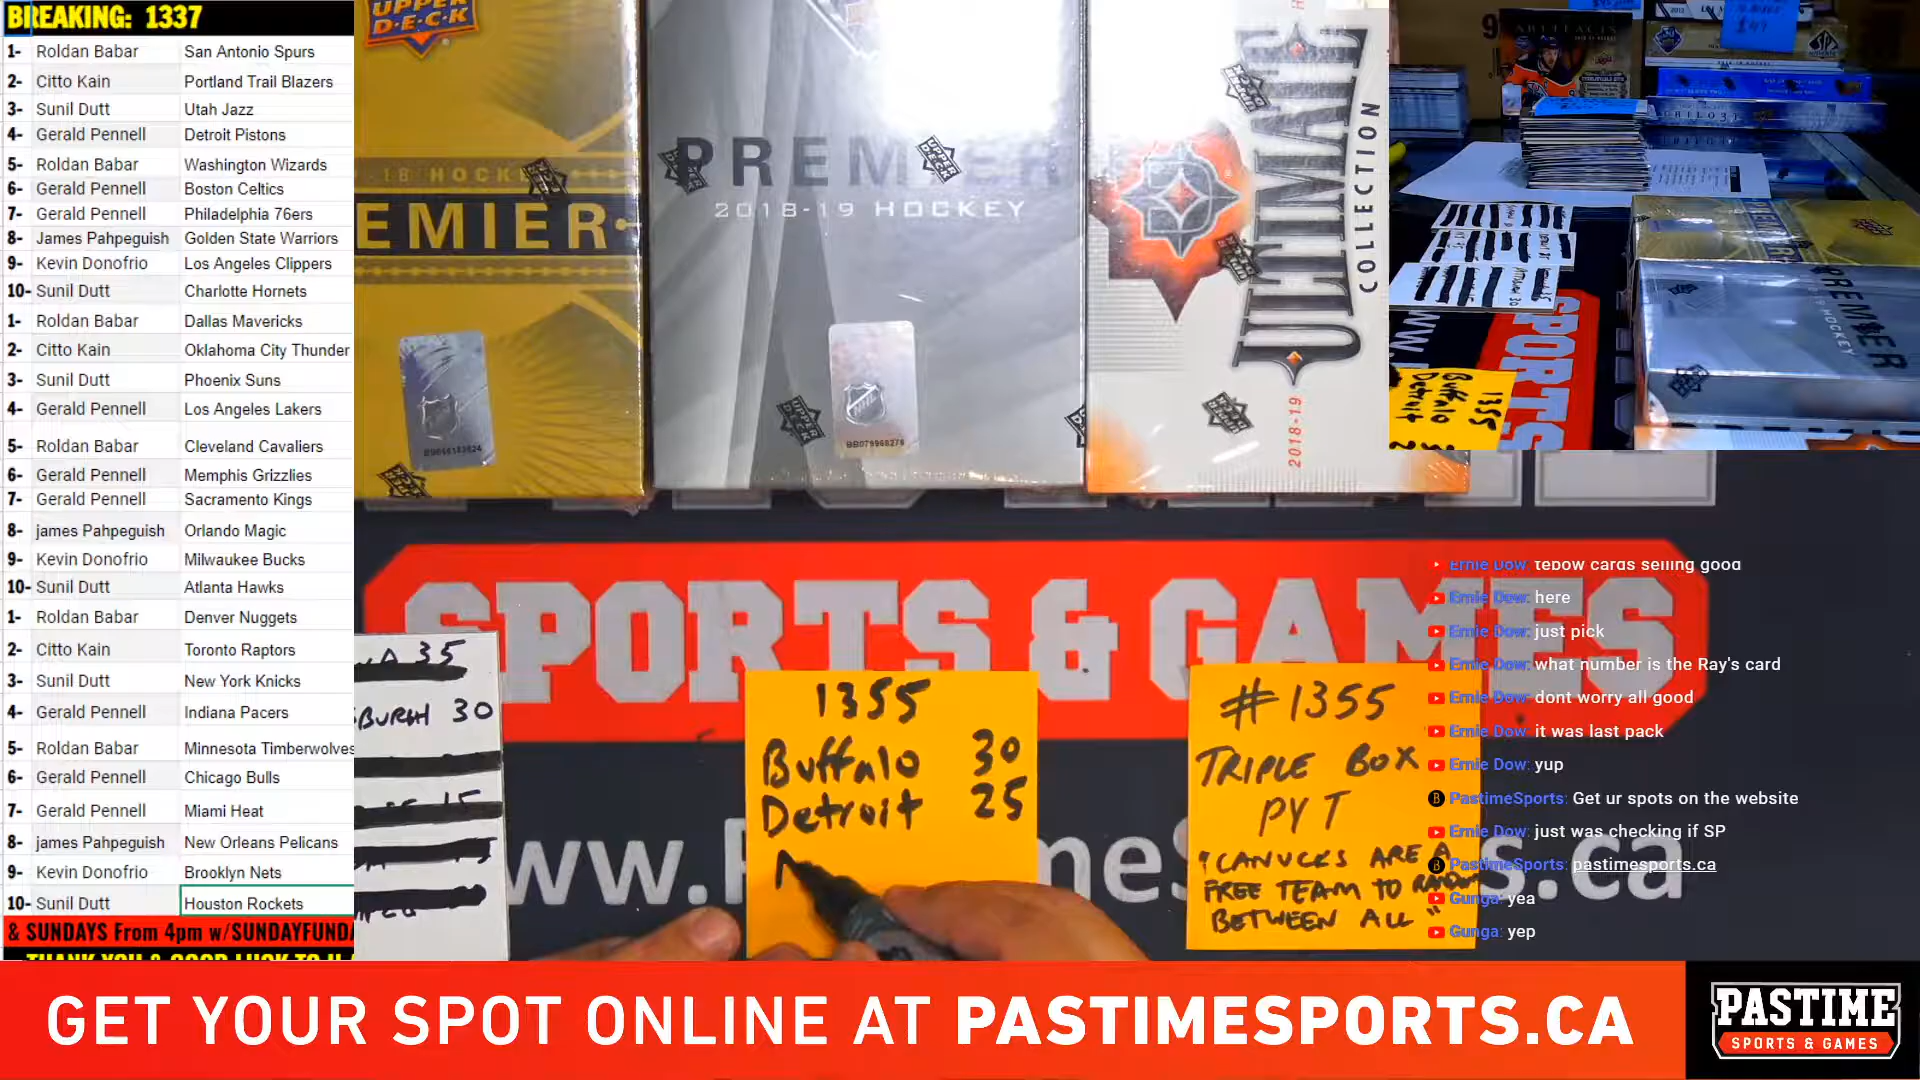 BREAKING: 1337
1- Roldan Babar San Antonio Spurs
2- Citto Kain Portland Trail Blazers
3- Sunil Dutt Utah Jazz
4- Gerald Pennell Detroit Pistons
5- Roldan Babar Washington Wizards
6- Gerald Pennell Boston Celtics
7- Gerald Pennell Philadelphia 76ers
8- James Pahpeguish Golden State Warriors
9- Kevin Donofrio Los Angeles Clippers
10- Sunil Dutt Charlotte Hornets
1- Roldan Babar Dallas Mavericks
2- Citto Kain Oklahoma City Thunder
3- Sunil Dutt Phoenix Suns
4- Gerald Pennell Los Angeles Lakers
5- Roldan Babar Cleveland Cavaliers
6- Gerald Pennell Memphis Grizzlies
7- Gerald Pennell Sacramento Kings
8- james Pahpeguish Orlando Magic
9- Kevin Donofrio Milwaukee Bucks
10- Sunil Dutt Atlanta Hawks
1- Roldan Babar Denver Nuggets
2- Citto Kain Toronto Raptors
3- Sunil Dutt New York Knicks
4- Gerald Pennell Indiana Pacers
5- Roldan Babar Minnesota Timberwolves
6- Gerald Pennell Chicago Bulls
7- Gerald Pennell Miami Heat
8- james Pahpeguish New Orleans Pelicans
9- Kevin Donofrio Brooklyn Nets
10- Sunil Dutt Houston Rockets
& SUNDAYS From 4pm w/SUNDAYFUNDA
UPPER
DECK
EMIER
PREMIER
2018-19 HOCKEY
ULTIMATE
COLLECTION
2018-19
ARTIFACTS
PREMIER
HOCKEY
SPORTS
1355
Buffalo
Detroit
SPORTS & GAMES
35
BURGH 30
15
1355
Buffalo 30
Detroit 25
#1355
TRIPLE BOX
PYT
"CANUCKS ARE A
FREE TEAM TO RANDOM
BETWEEN ALL"
Ernie Dow: tebow cards selling good
Ernie Dow: here
Ernie Dow: just pick
Ernie Dow: what number is the Ray's card
Ernie Dow: dont worry all good
Ernie Dow: it was last pack
Ernie Dow: yup
PastimeSports: Get ur spots on the website
Ernie Dow: just was checking if SP
PastimeSports: pastimesports.ca
Gunga: yea
Gunga: yep
GET YOUR SPOT ONLINE AT PASTIMESPORTS.CA
PASTIME
SPORTS & GAMES